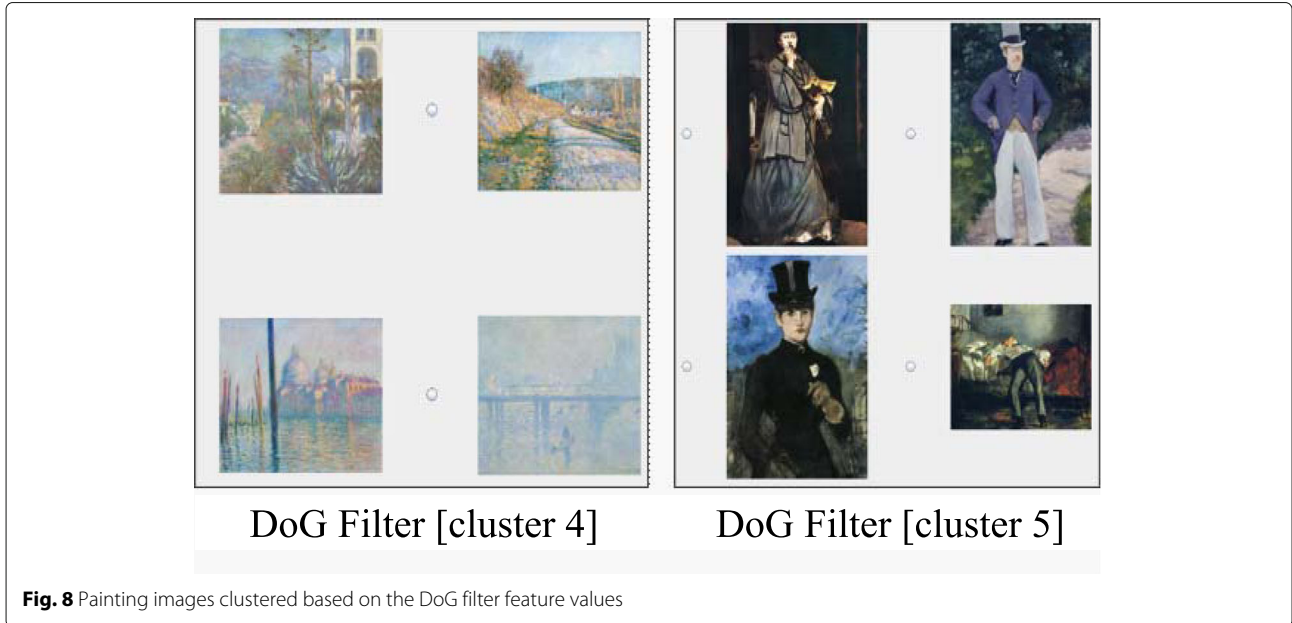 DoG Filter [cluster 4]
DoG Filter [cluster 5]
Fig. 8 Painting images clustered based on the DoG filter feature values